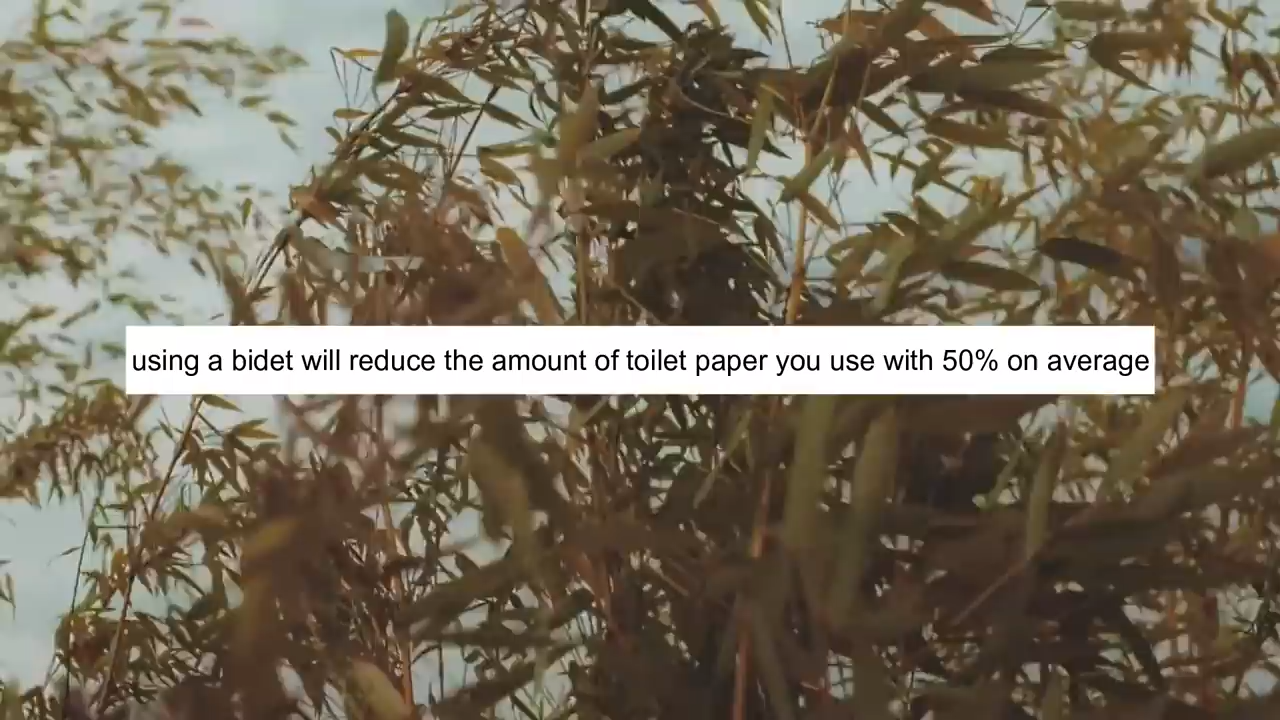 using a bidet will reduce the amount of toilet paper you use with 50% on average